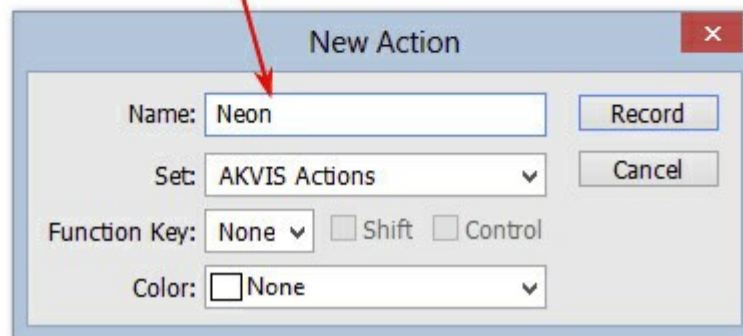 New Action
Name: Neon Record
Set: AKVIS Actions Cancel
Function Key: None Shift Control
Color: None